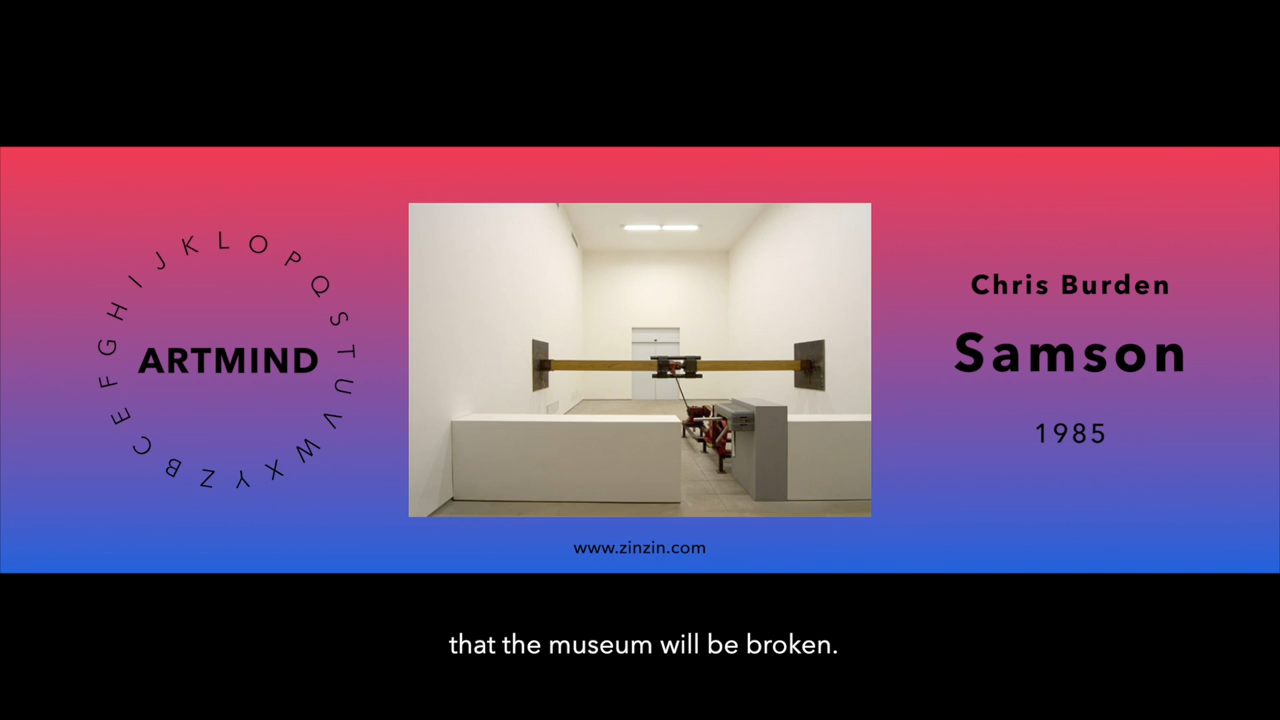 B C E F G H I J K L O P Q S T U V W X Y Z
ARTMIND
Chris Burden
Samson
1985
www.zinzin.com
that the museum will be broken.